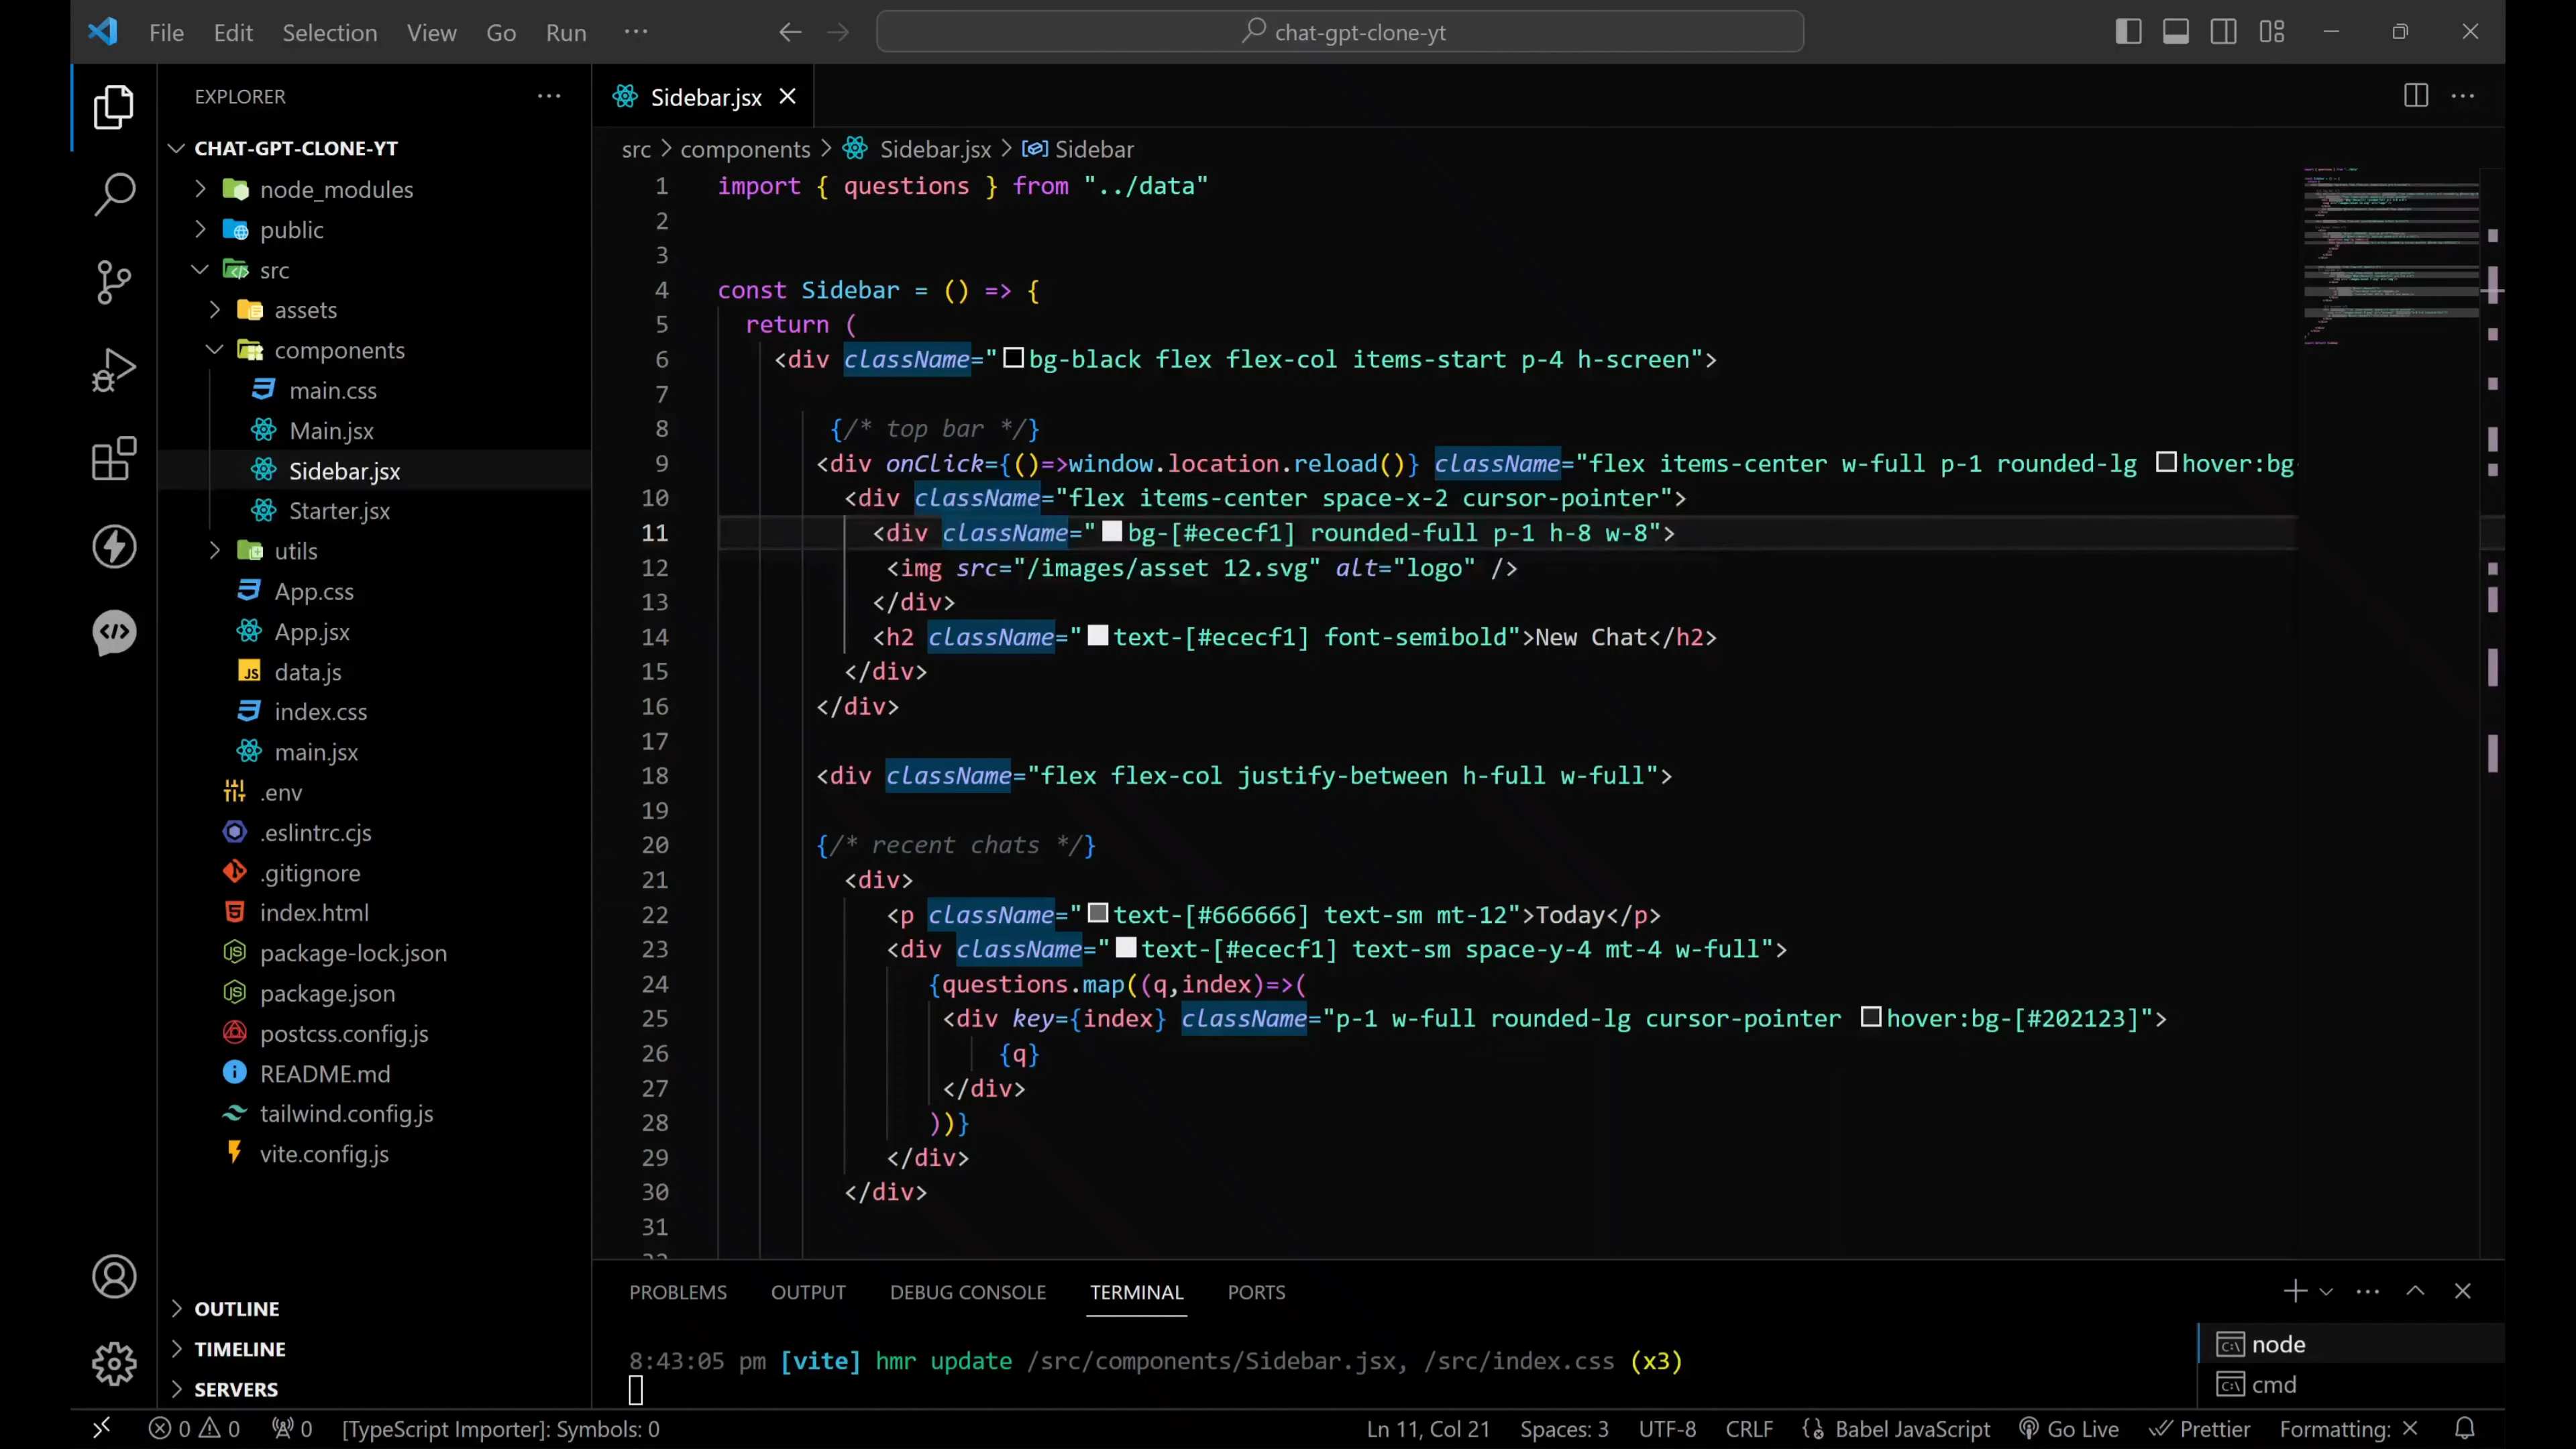 File Edit Selection View Go Run ···
chat-gpt-clone-yt
EXPLORER
CHAT-GPT-CLONE-YT
node_modules
public
src
assets
components
main.css
Main.jsx
Sidebar.jsx
Starter.jsx
utils
App.css
App.jsx
data.js
index.css
main.jsx
.env
.eslintrc.cjs
.gitignore
index.html
package-lock.json
package.json
postcss.config.js
README.md
tailwind.config.js
vite.config.js
OUTLINE
TIMELINE
SERVERS
Sidebar.jsx
src > components > Sidebar.jsx > Sidebar
1 import { questions } from "../data"
2
3
4 const Sidebar = () => {
5 return (
6 <div className="bg-black flex flex-col items-start p-4 h-screen">
7
8 {/* top bar */}
9 <div onClick={()=>window.location.reload()} className="flex items-center w-full p-1 rounded-lg hover:bg-
10 <div className="flex items-center space-x-2 cursor-pointer">
11 <div className="bg-[#ececf1] rounded-full p-1 h-8 w-8">
12 <img src="/images/asset 12.svg" alt="logo" />
13 </div>
14 <h2 className="text-[#ececf1] font-semibold">New Chat</h2>
15 </div>
16 </div>
17
18 <div className="flex flex-col justify-between h-full w-full">
19
20 {/* recent chats */}
21 <div>
22 <p className="text-[#666666] text-sm mt-12">Today</p>
23 <div className="text-[#ececf1] text-sm space-y-4 mt-4 w-full">
24 {questions.map((q,index)=>(
25 <div key={index} className="p-1 w-full rounded-lg cursor-pointer hover:bg-[#202123]">
26 {q}
27 </div>
28 ))}
29 </div>
30 </div>
31
PROBLEMS OUTPUT DEBUG CONSOLE TERMINAL PORTS
8:43:05 pm [vite] hmr update /src/components/Sidebar.jsx, /src/index.css (x3)
node
cmd
0 0 0 [TypeScript Importer]: Symbols: 0
Ln 11, Col 21 Spaces: 3 UTF-8 CRLF Babel JavaScript Go Live Prettier Formatting: ×